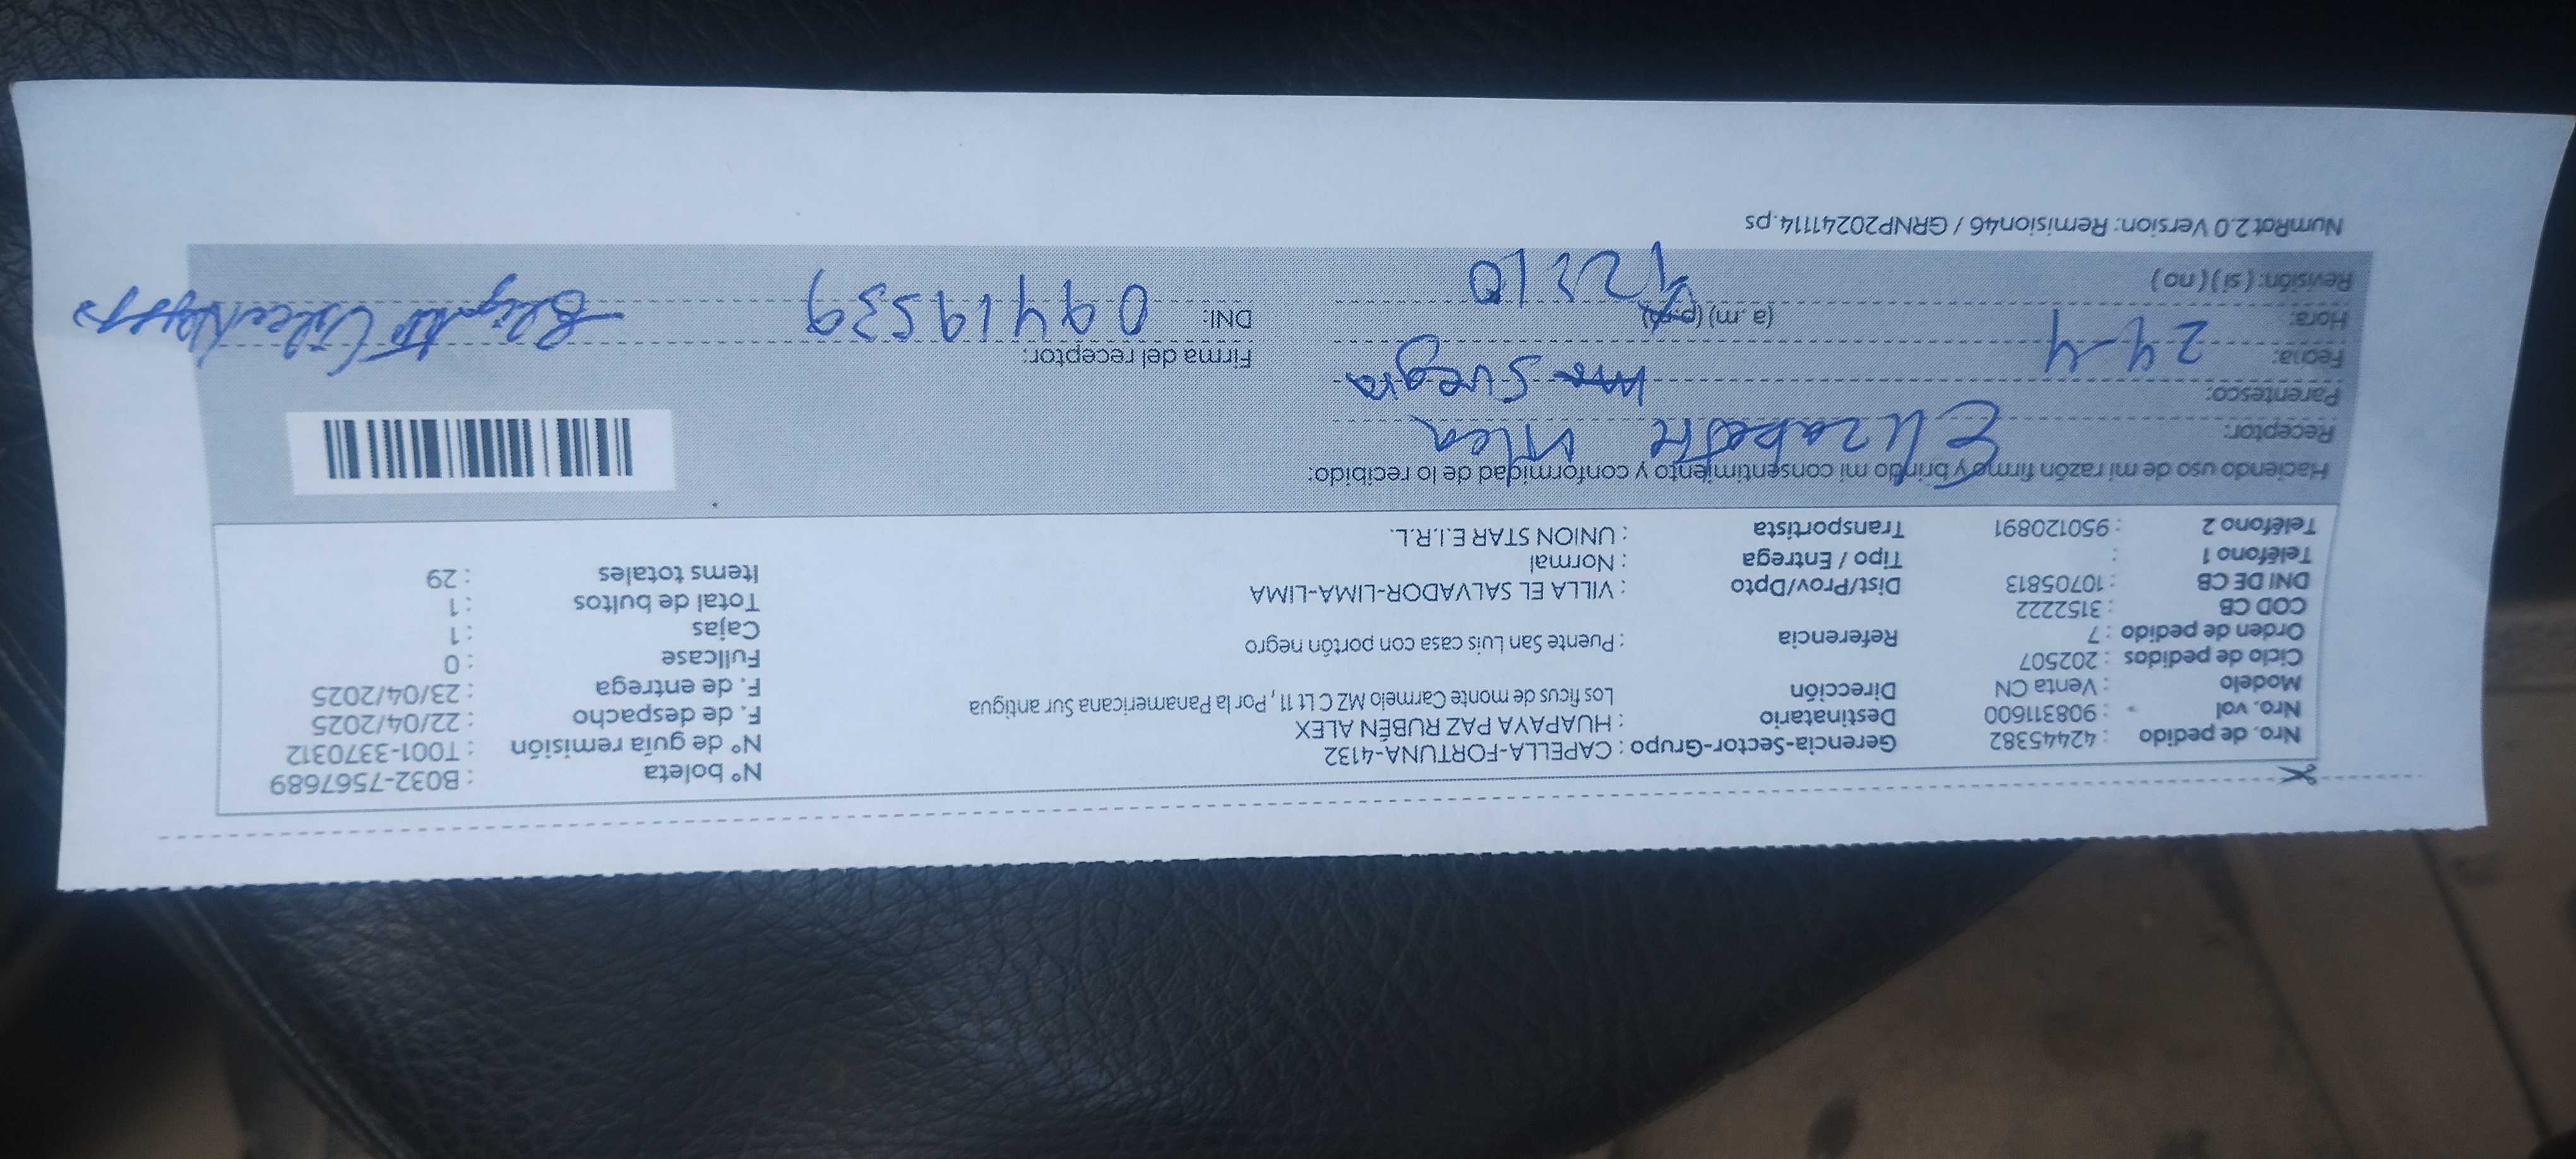 Nro. de pedido : 42445382 Gerencia-Sector-Grupo : CAPELLA-FORTUNA-4132 N° boleta : B032-7567689
Nro. vol : 908311600 Destinatario : HUAPAYA PAZ RUBÉN ALEX N° de guía remisión : T001-3370312
Modelo : Venta CN Dirección Los ficus de monte Carmelo MZ C Lt 11, Por la Panamericana Sur antigua F. de despacho : 22/04/2025
Ciclo de pedidos : 202507 F. de entrega : 23/04/2025
Orden de pedido : 7 Referencia : Puente San Luis casa con portón negro Fullcase : 0
COD CB : 3152222 Cajas : 1
DNI DE CB : 10705813 Dist/Prov/Dpto : VILLA EL SALVADOR-LIMA-LIMA Total de bultos : 1
Teléfono 1 : Tipo / Entrega : Normal Items totales : 29
Teléfono 2 : 950120891 Transportista : UNION STAR E.I.R.L.
Haciendo uso de mi razón firmo y brindo mi consentimiento y conformidad de lo recibido:
Receptor: Elizabeth
Parentesco: Suegra
Fecha: 24-4 Firma del receptor:
Hora: (a.m) (p.m) 12:10 DNI: 09419539
Revisión: (si) (no)
NumRot 2.0 Version: Remision46 / GRNP20241114.ps